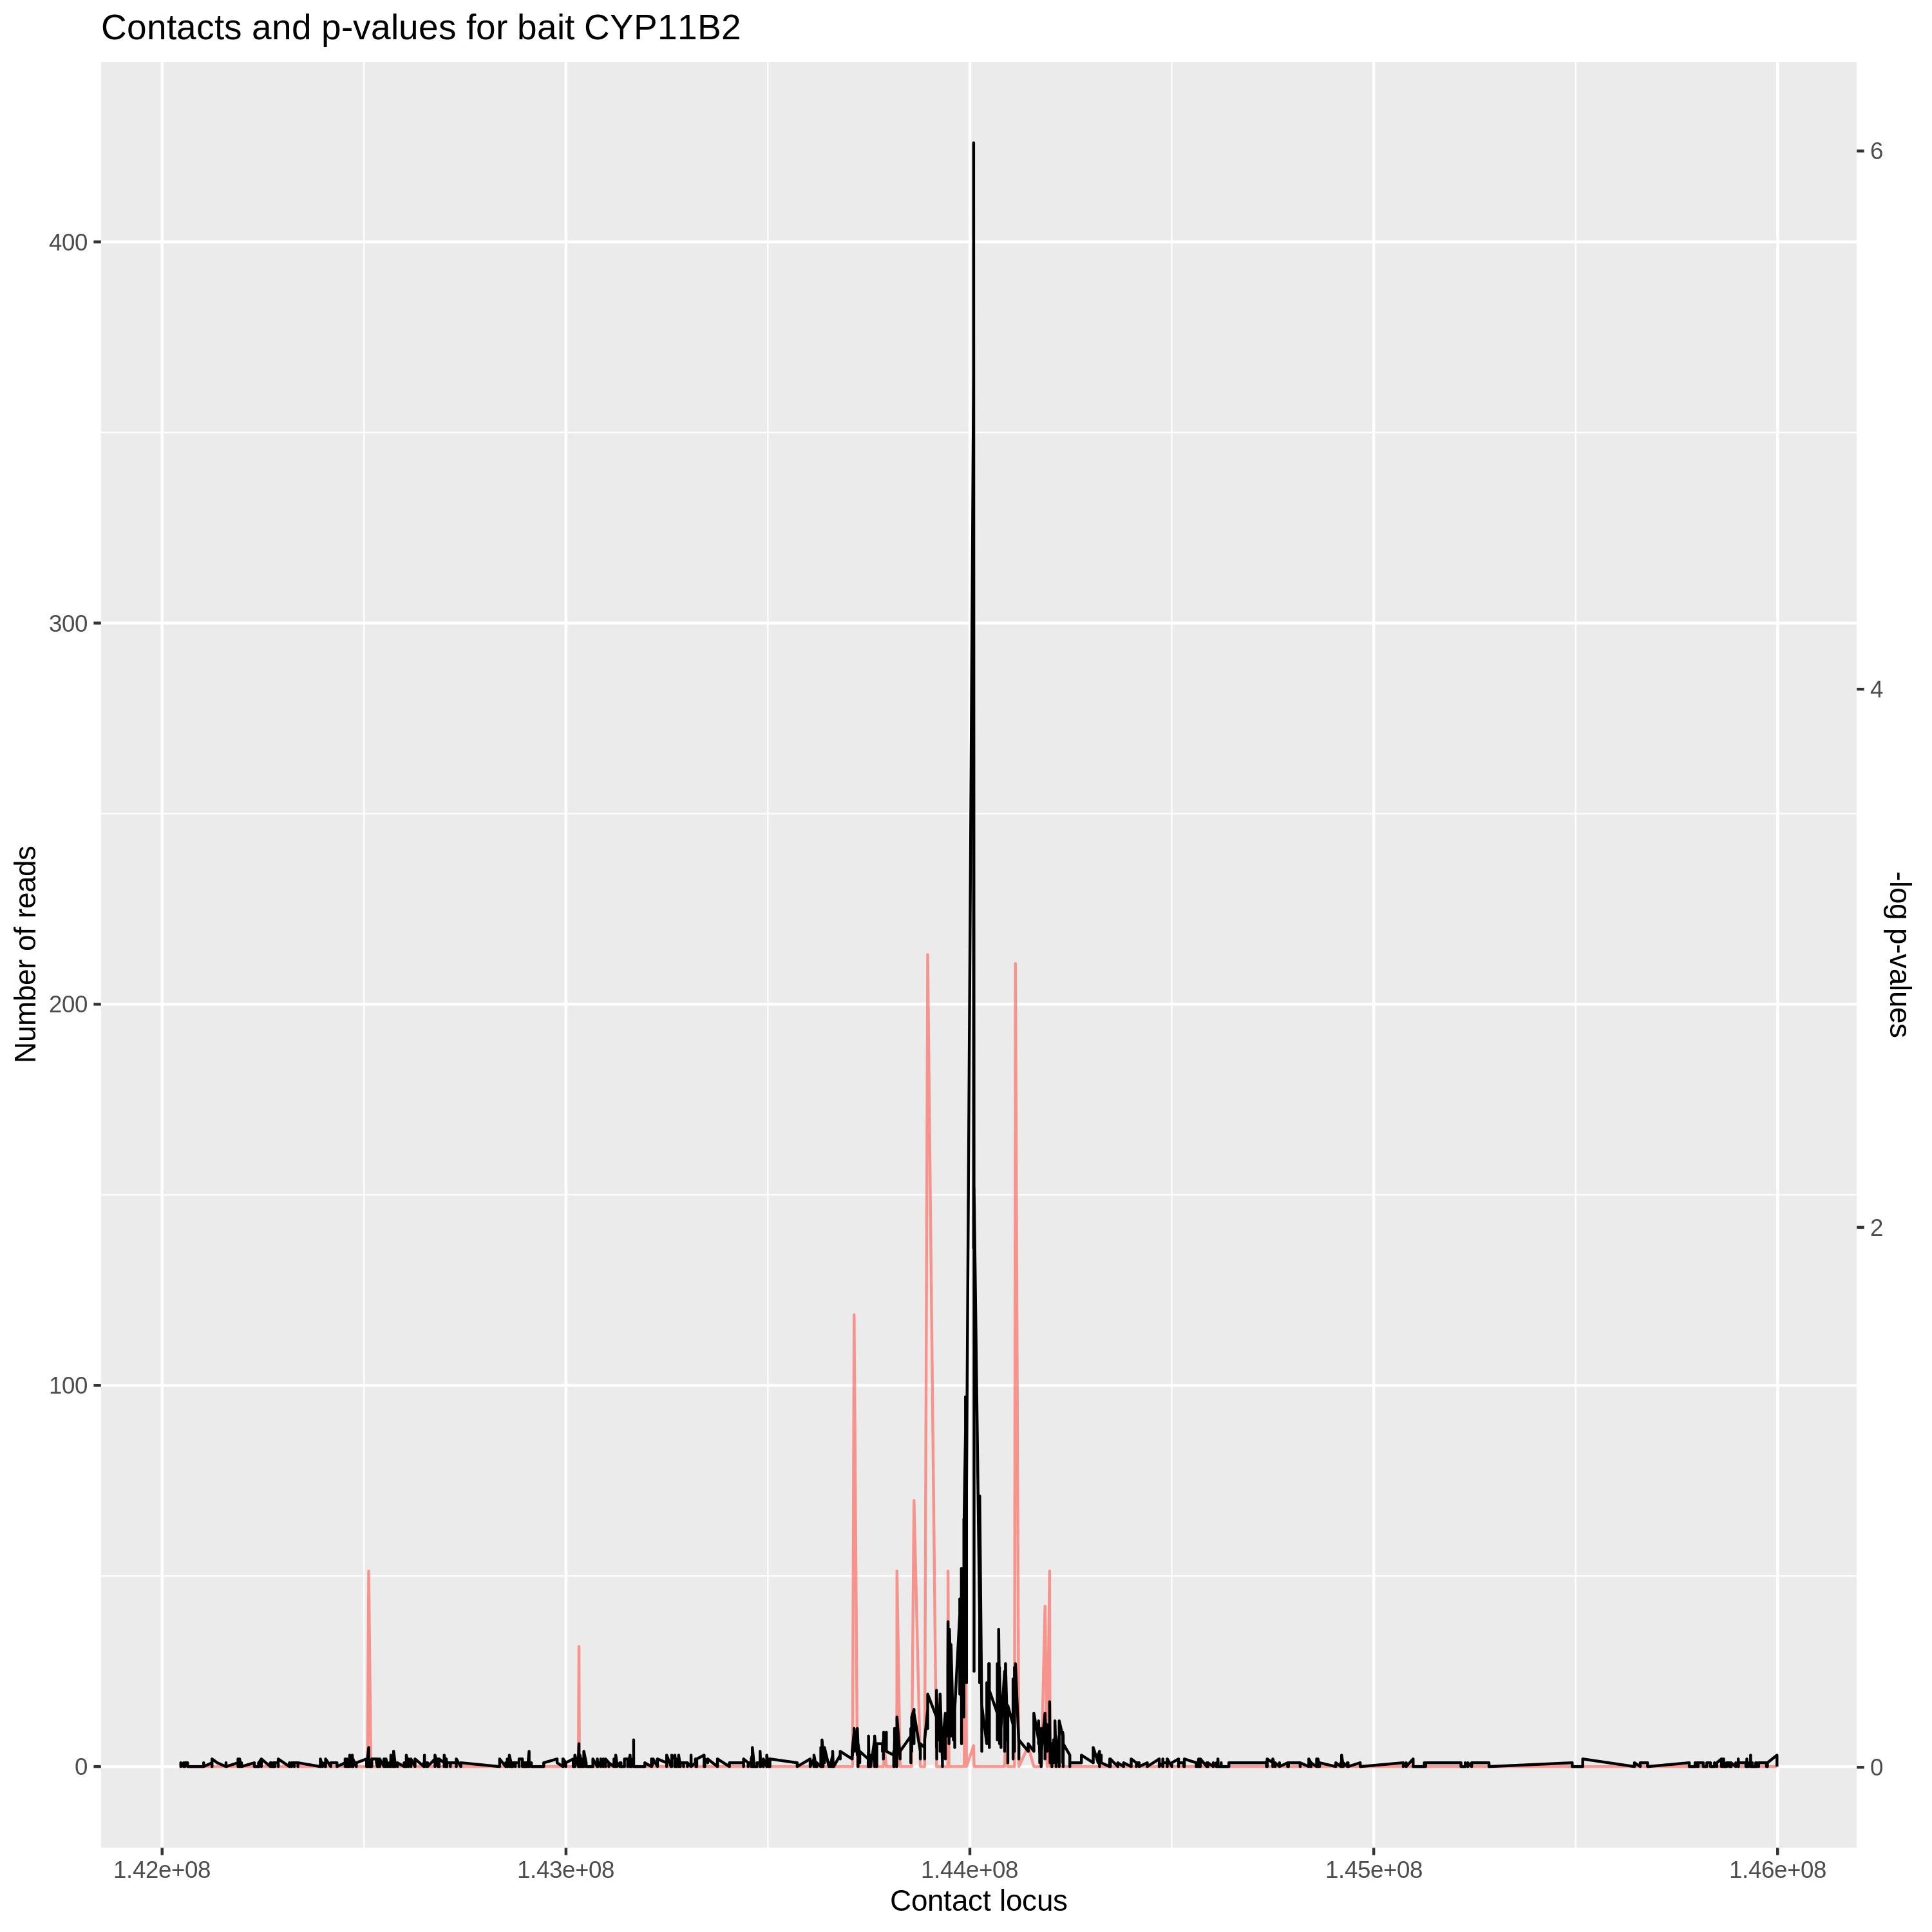 Contacts and p-values for bait CYP11B2
6
400
300
4
Number of reads
-log p-values
200
2
100
0
0
1.42e+08 1.43e+08 1.44e+08 1.45e+08 1.46e+08
Contact locus